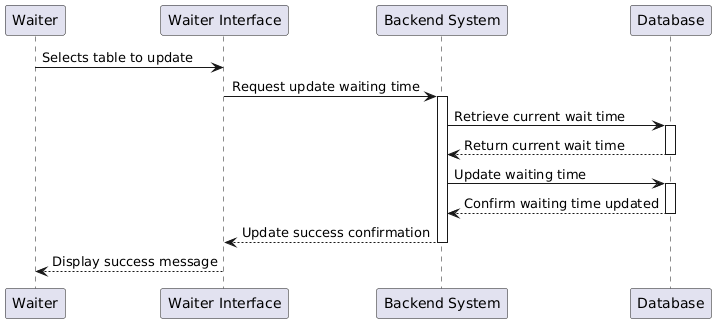 Waiter
Waiter Interface
Backend System
Database
Selects table to update
Request update waiting time
Retrieve current wait time
Return current wait time
Update waiting time
Confirm waiting time updated
Update success confirmation
Display success message
Waiter
Waiter Interface
Backend System
Database